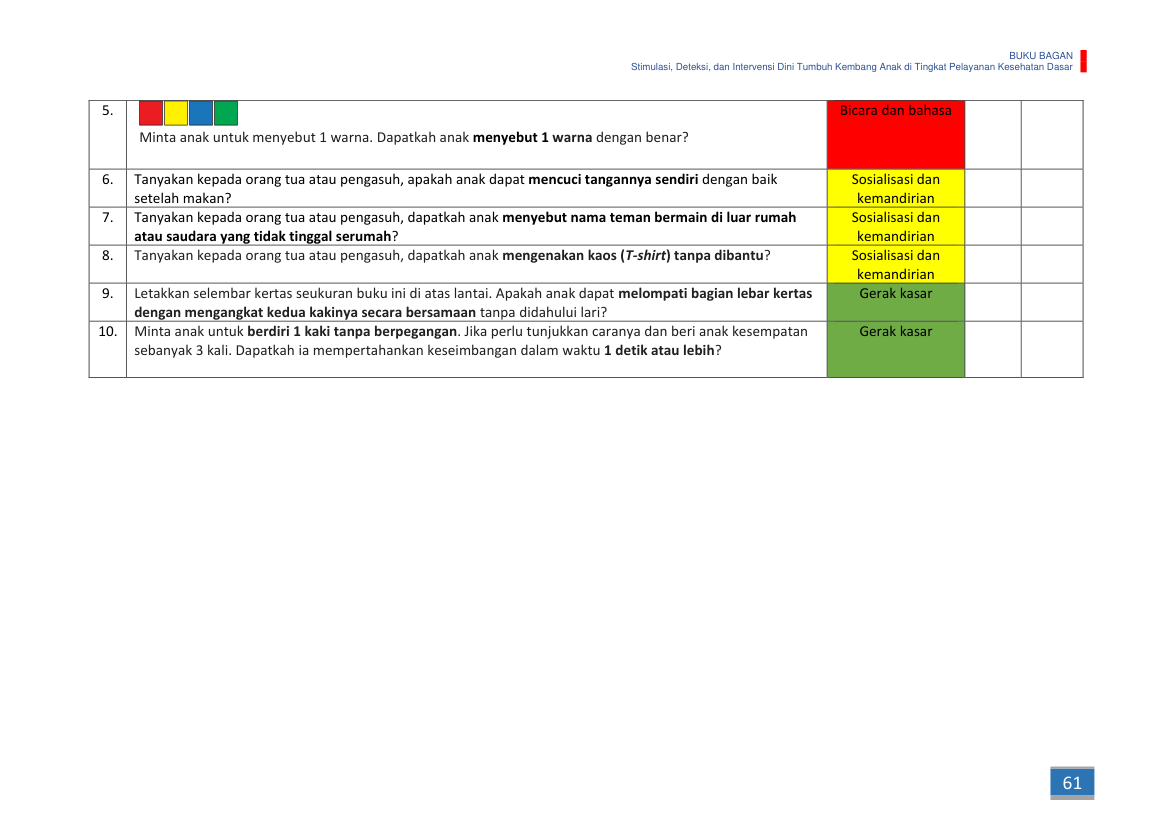 BUKU BAGAN
Stimulasi, Deteksi, dan Intervensi Dini Tumbuh Kembang Anak di Tingkat Pelayanan Kesehatan Dasar
5.
Minta anak untuk menyebut 1 warna. Dapatkah anak menyebut 1 warna dengan benar?
Bicara dan bahasa
6.
Tanyakan kepada orang tua atau pengasuh, apakah anak dapat mencuci tangannya sendiri dengan baik
setelah makan?
Sosialisasi dan
kemandirian
7.
Tanyakan kepada orang tua atau pengasuh, dapatkah anak menyebut nama teman bermain di luar rumah
atau saudara yang tidak tinggal serumah?
Sosialisasi dan
kemandirian
8.
Tanyakan kepada orang tua atau pengasuh, dapatkah anak mengenakan kaos (T-shirt) tanpa dibantu?
Sosialisasi dan
kemandirian
9.
Letakkan selembar kertas seukuran buku ini di atas lantai. Apakah anak dapat melompati bagian lebar kertas
dengan mengangkat kedua kakinya secara bersamaan tanpa didahului lari?
Gerak kasar
10.
Minta anak untuk berdiri 1 kaki tanpa berpegangan. Jika perlu tunjukkan caranya dan beri anak kesempatan
sebanyak 3 kali. Dapatkah ia mempertahankan keseimbangan dalam waktu 1 detik atau lebih?
Gerak kasar
61